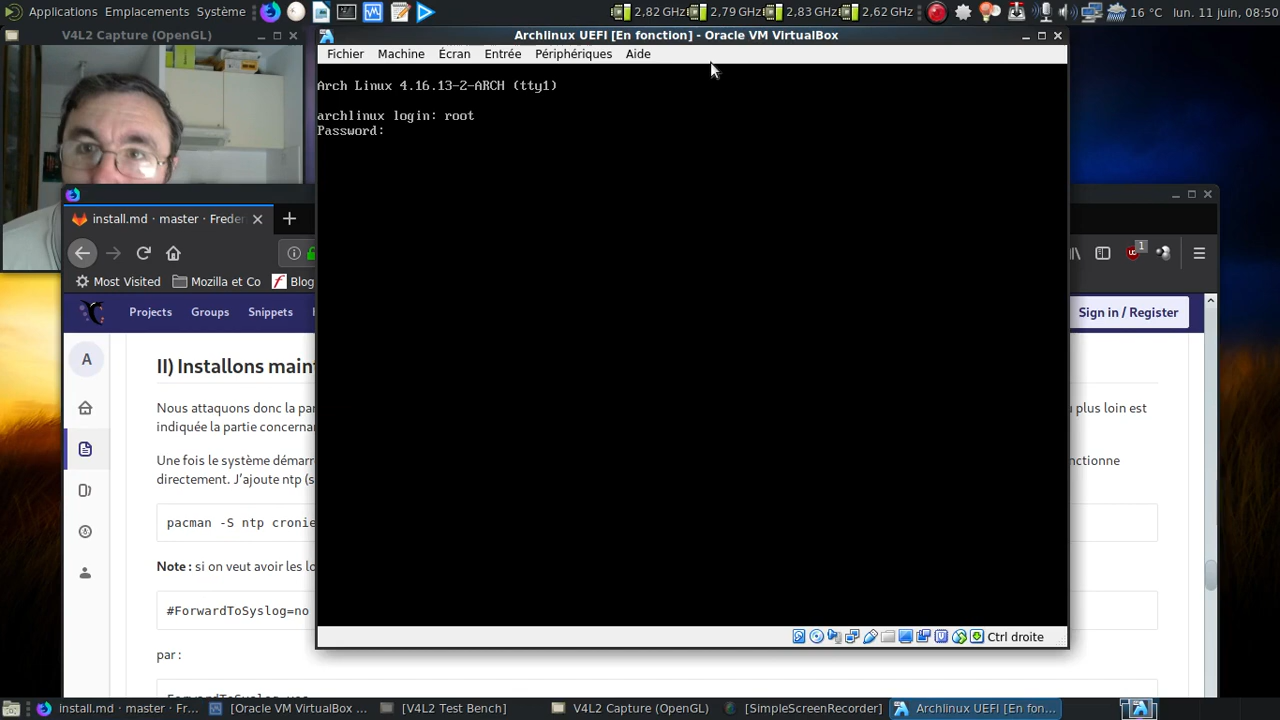 Applications Emplacements Système
2,82 GHz 2,79 GHz 2,83 GHz 2,62 GHz 16 °C lun. 11 juin, 08:50
V4L2 Capture (OpenGL)
Archlinux UEFI [En fonction] - Oracle VM VirtualBox
Fichier Machine Écran Entrée Périphériques Aide
Arch Linux 4.16.13-2-ARCH (tty1)
archlinux login: root
Password:
install.md · master · Freder
1
Most Visited Mozilla et Co Blog
Projects Groups Snippets
Sign in / Register
A
II) Installons main
Nous attaquons donc la par
u plus loin est
indiquée la partie concernan
Une fois le système démarr
nctionne
directement. J'ajoute ntp (s
pacman -S ntp cronie
Note : si on veut avoir les lo
#ForwardToSyslog=no
par :
Ctrl droite
install.md · master · Fr... [Oracle VM VirtualBox ... [V4L2 Test Bench] V4L2 Capture (OpenGL) [SimpleScreenRecorder] Archlinux UEFI [En fon...